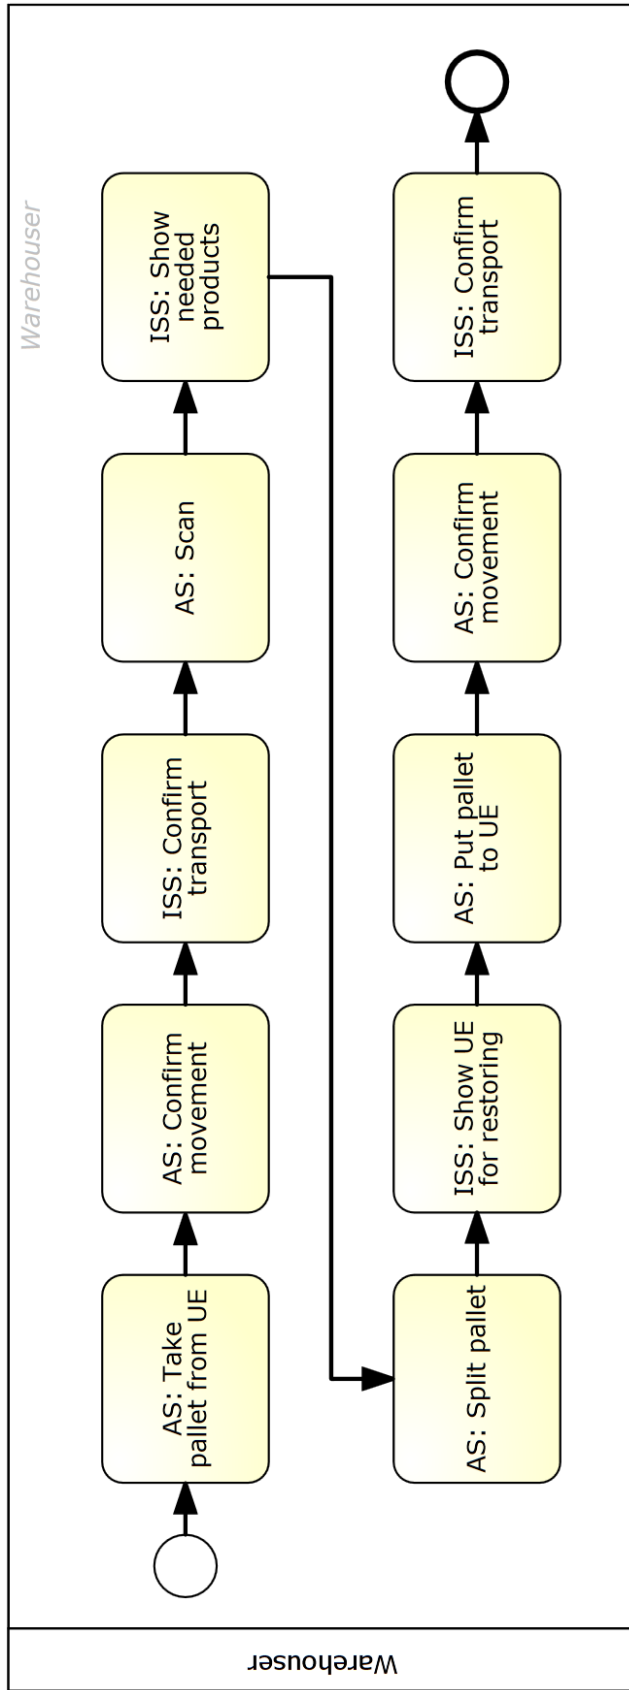 Warehouser
Warehouser
AS: Take
pallet from UE
AS: Confirm
movement
ISS: Confirm
transport
AS: Scan
ISS: Show
needed
products
AS: Split pallet
ISS: Show UE
for restoring
AS: Put pallet
to UE
AS: Confirm
movement
ISS: Confirm
transport